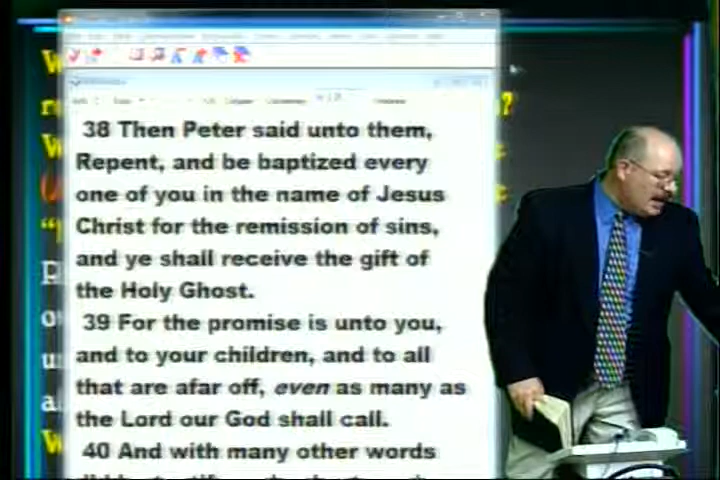 38 Then Peter said unto them,
Repent, and be baptized every
one of you in the name of Jesus
Christ for the remission of sins,
and ye shall receive the gift of
the Holy Ghost.
39 For the promise is unto you,
and to your children, and to all
that are afar off, even as many as
the Lord our God shall call.
40 And with many other words